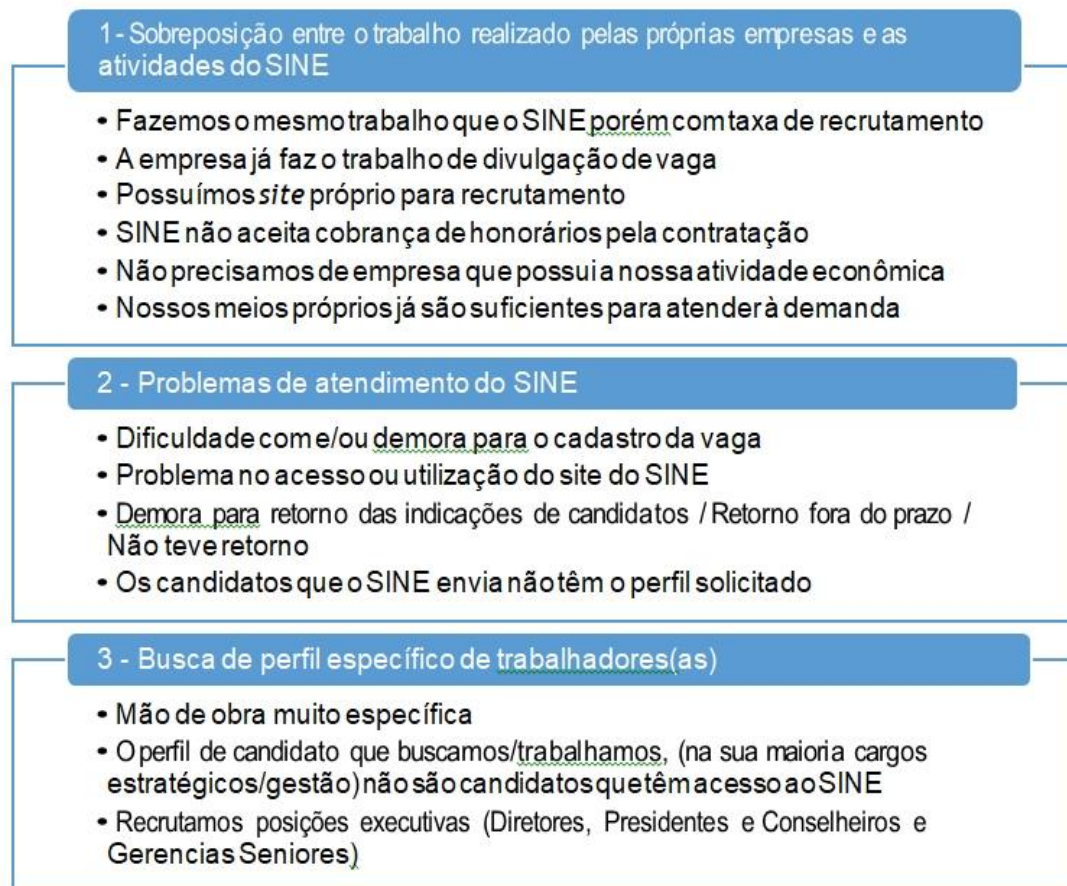 1 - Sobreposição entre o trabalho realizado pelas próprias empresas e as
atividades do SINE
• Fazemos o mesmo trabalho que o SINE porém com taxa de recrutamento
• A empresa já faz o trabalho de divulgação de vaga
• Possuímos site próprio para recrutamento
• SINE não aceita cobrança de honorários pela contratação
• Não precisamos de empresa que possui a nossa atividade econômica
• Nossos meios próprios já são suficientes para atender à demanda
2 - Problemas de atendimento do SINE
• Dificuldade com e/ou demora para o cadastro da vaga
• Problema no acesso ou utilização do site do SINE
• Demora para retorno das indicações de candidatos / Retorno fora do prazo /
Não teve retorno
• Os candidatos que o SINE envia não têm o perfil solicitado
3 - Busca de perfil específico de trabalhadores(as)
• Mão de obra muito específica
• O perfil de candidato que buscamos/trabalhamos, (na sua maioria cargos
estratégicos/gestão) não são candidatos que têm acesso ao SINE
• Recrutamos posições executivas (Diretores, Presidentes e Conselheiros e
Gerencias Seniores)